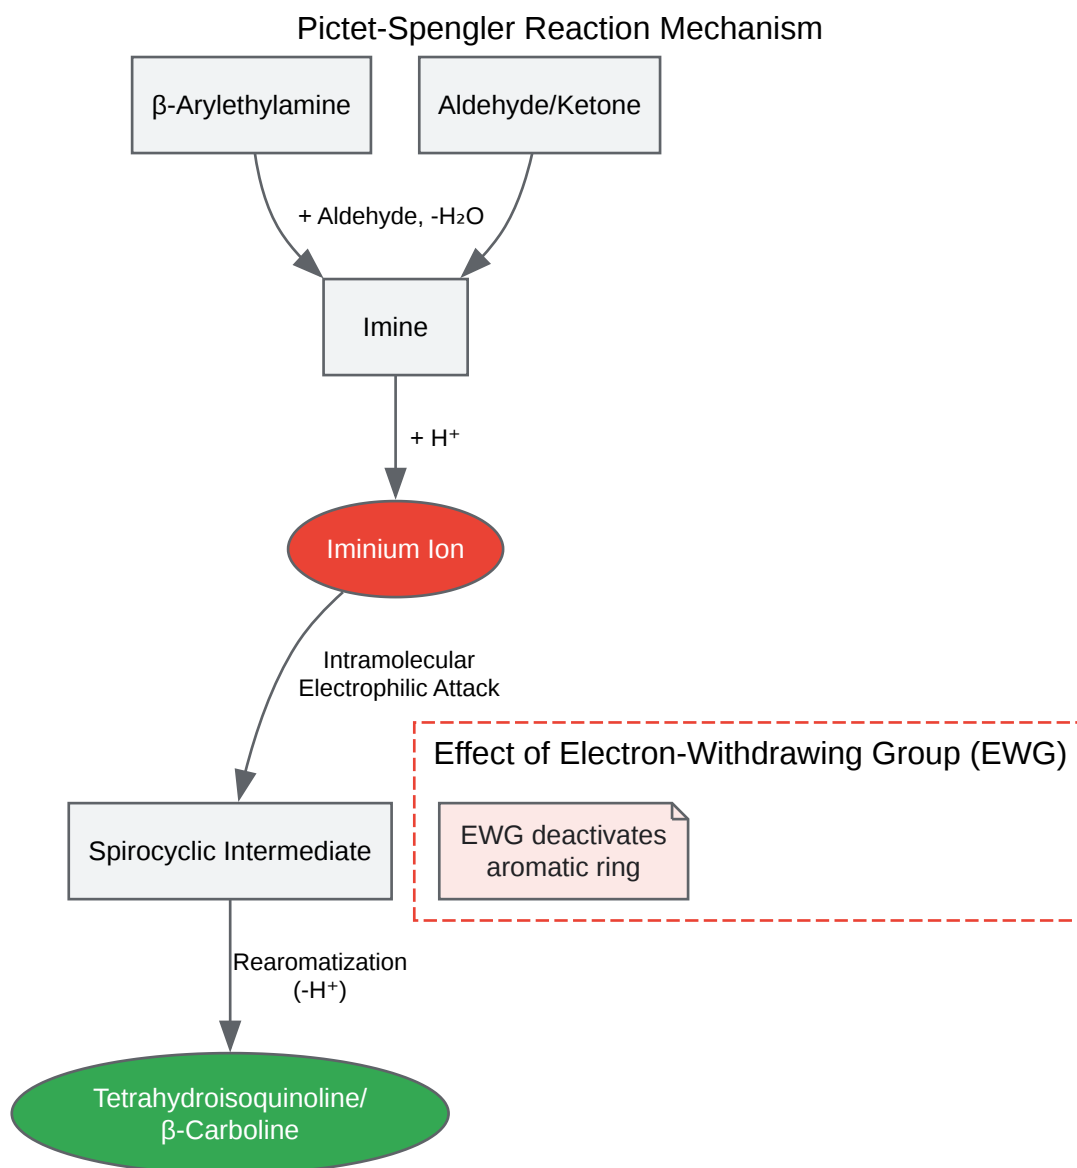 Pictet-Spengler Reaction Mechanism
β-Arylethylamine
Aldehyde/Ketone
+ Aldehyde, -H₂O
Imine
+ H⁺
Iminium Ion
Intramolecular
Electrophilic Attack
Effect of Electron-Withdrawing Group (EWG)
EWG deactivates
aromatic ring
Spirocyclic Intermediate
Rearomatization
(-H⁺)
Tetrahydroisoquinoline/
β-Carboline